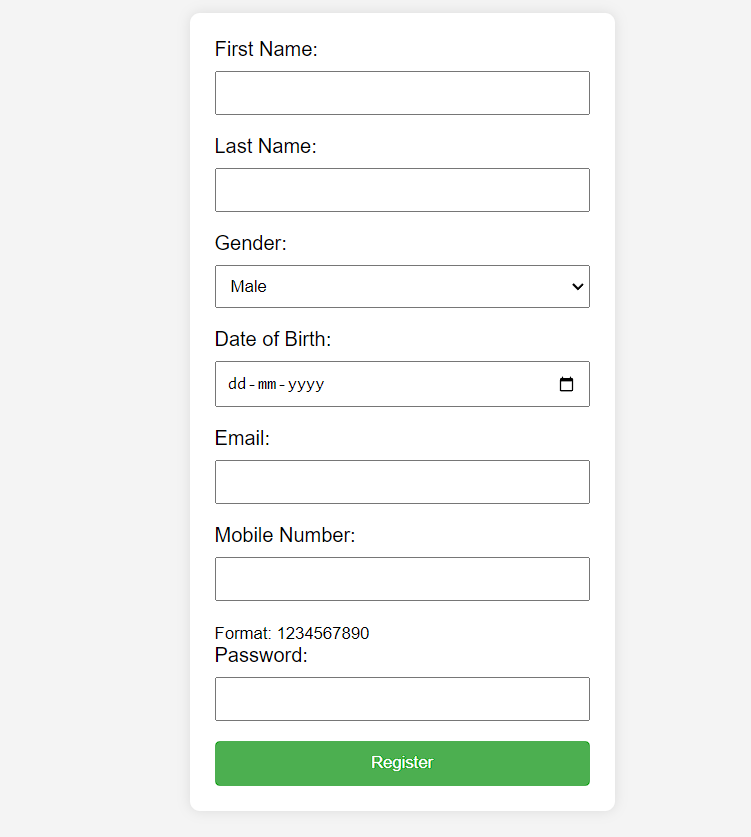 First Name:
Last Name:
Gender:
Male
Date of Birth:
dd-mm-yyyy
Email:
Mobile Number:
Format: 1234567890
Password:
Register